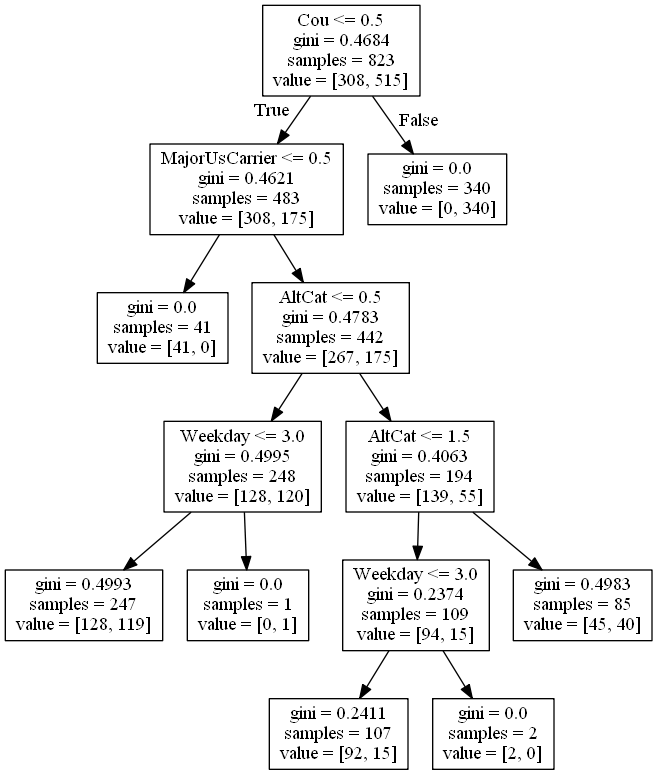 Cou <= 0.5
gini = 0.4684
samples = 823
value = [308, 515]
True
False
MajorUsCarrier <= 0.5
gini = 0.4621
samples = 483
value = [308, 175]
gini = 0.0
samples = 340
value = [0, 340]
gini = 0.0
samples = 41
value = [41, 0]
AltCat <= 0.5
gini = 0.4783
samples = 442
value = [267, 175]
Weekday <= 3.0
gini = 0.4995
samples = 248
value = [128, 120]
AltCat <= 1.5
gini = 0.4063
samples = 194
value = [139, 55]
gini = 0.4993
samples = 247
value = [128, 119]
gini = 0.0
samples = 1
value = [0, 1]
Weekday <= 3.0
gini = 0.2374
samples = 109
value = [94, 15]
gini = 0.4983
samples = 85
value = [45, 40]
gini = 0.2411
samples = 107
value = [92, 15]
gini = 0.0
samples = 2
value = [2, 0]